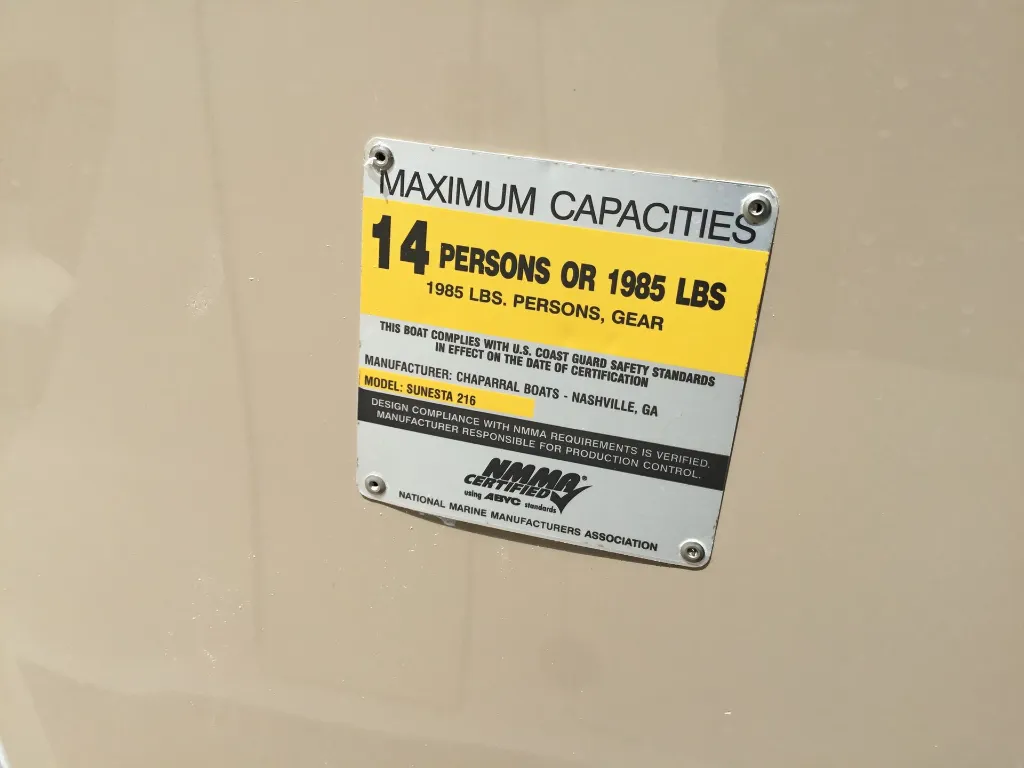 MAXIMUM CAPACITIES
14 PERSONS OR 1985 LBS
1985 LBS. PERSONS, GEAR
THIS BOAT COMPLIES WITH U.S. COAST GUARD SAFETY STANDARDS
IN EFFECT ON THE DATE OF CERTIFICATION
MANUFACTURER: CHAPARRAL BOATS - NASHVILLE, GA
MODEL: SUNESTA 216
DESIGN COMPLIANCE WITH NMMA REQUIREMENTS IS VERIFIED.
MANUFACTURER RESPONSIBLE FOR PRODUCTION CONTROL.
NMMA®
CERTIFIED
using ABYC standards
NATIONAL MARINE MANUFACTURERS ASSOCIATION